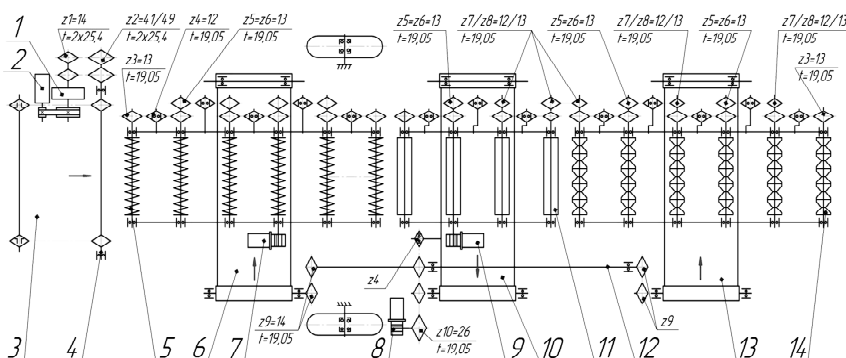 z1=14
t=2x25,4
z2=41/49
t=2x25,4
z4=12
t=19,05
z5=z6=13
t=19,05
z5=z6=13
t=19,05
z7/z8=12/13
t=19,05
z5=z6=13
t=19,05
z7/z8=12/13
t=19,05
z5=z6=13
t=19,05
z7/z8=12/13
t=19,05
1
2
z3=13
t=19,05
z3=13
t=19,05
z4
z9=14
t=19,05
z10=26
t=19,05
z9
3
4
5
6
7
8
9
10
11
12
13
14